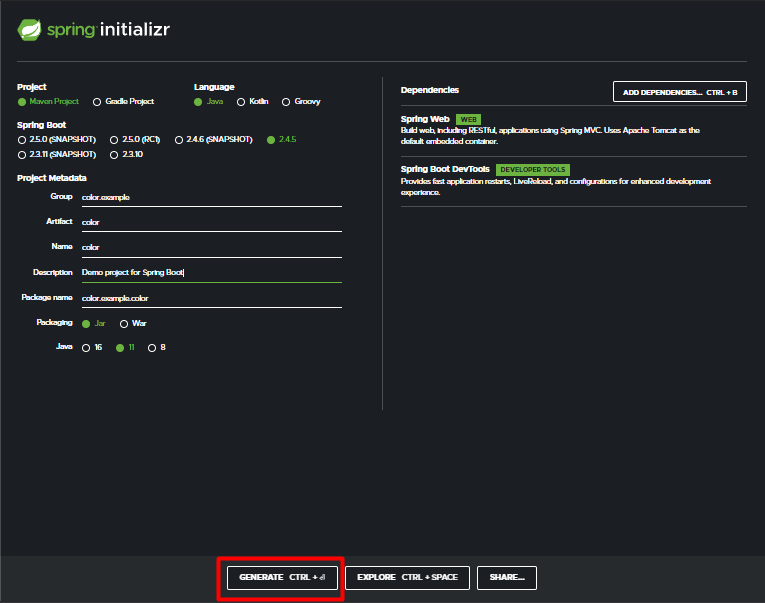 spring initializr
Project
Maven Project Gradle Project
Language
Java Kotlin Groovy
Spring Boot
2.5.0 (SNAPSHOT) 2.5.0 (RC1) 2.4.6 (SNAPSHOT) 2.4.5
2.3.11 (SNAPSHOT) 2.3.10
Project Metadata
Group color.example
Artifact color
Name color
Description Demo project for Spring Boot
Package name color.example.color
Packaging Jar War
Java 16 11 8
Dependencies
ADD DEPENDENCIES... CTRL + B
Spring Web WEB
Build web, including RESTful, applications using Spring MVC. Uses Apache Tomcat as the
default embedded container.
Spring Boot DevTools DEVELOPER TOOLS
Provides fast application restarts, LiveReload, and configurations for enhanced development
experience.
GENERATE CTRL + ⏎
EXPLORE CTRL + SPACE
SHARE...